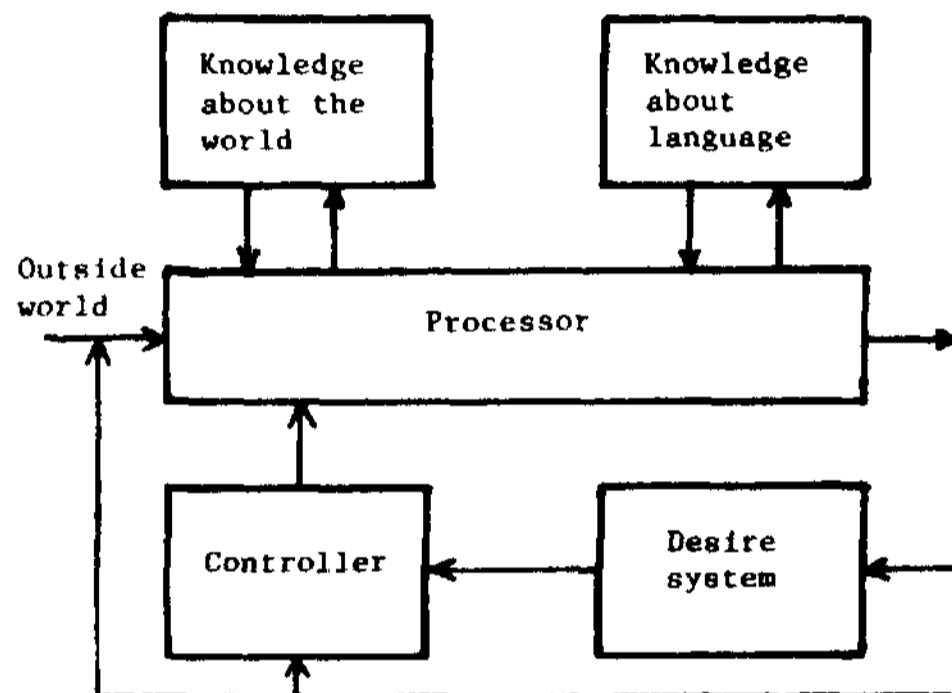 Knowledge
about the
world
Knowledge
about
language
Outside
world
Processor
Controller
Desire
system